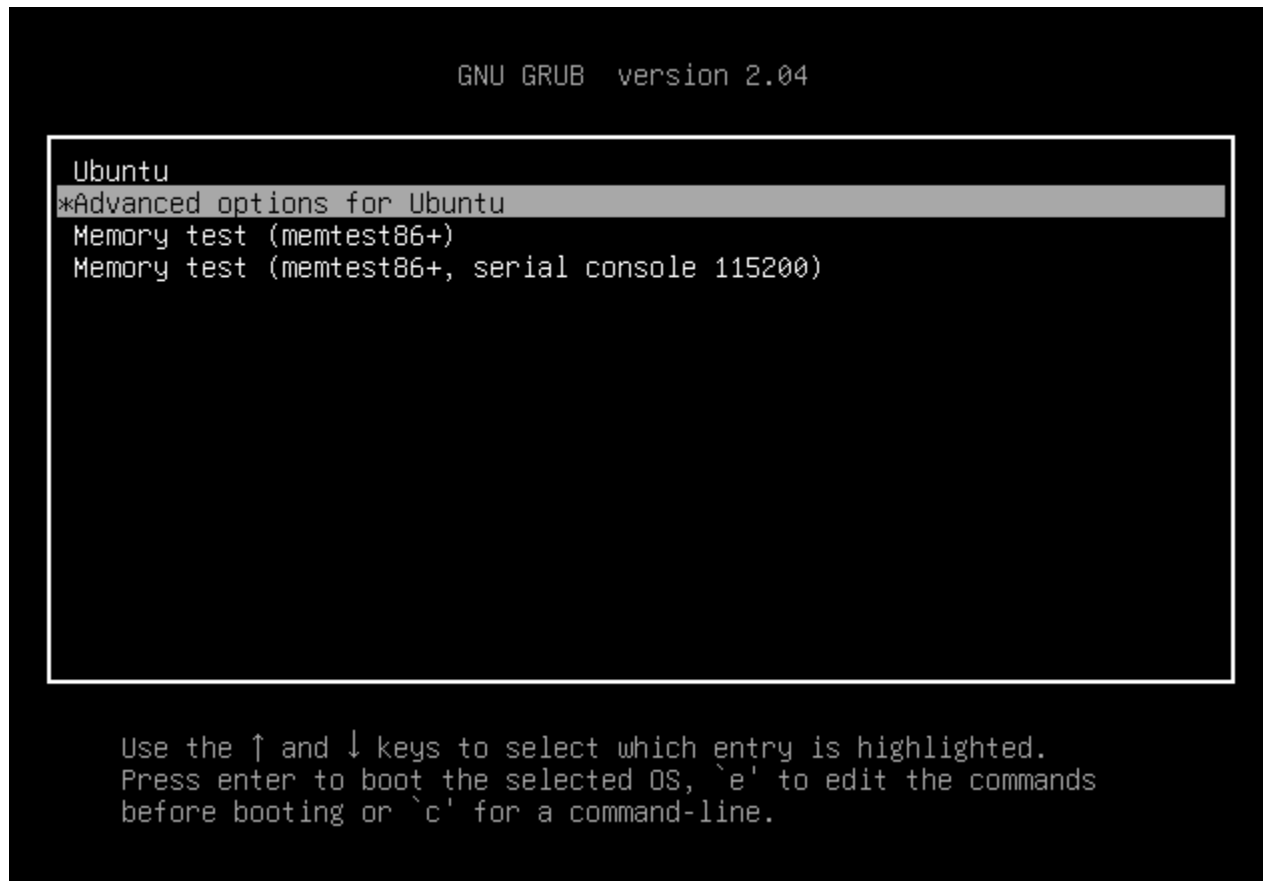 GNU GRUB  version 2.04
Ubuntu
*Advanced options for Ubuntu
Memory test (memtest86+)
Memory test (memtest86+, serial console 115200)
Use the ↑ and ↓ keys to select which entry is highlighted.
Press enter to boot the selected OS, `e' to edit the commands
before booting or `c' for a command-line.